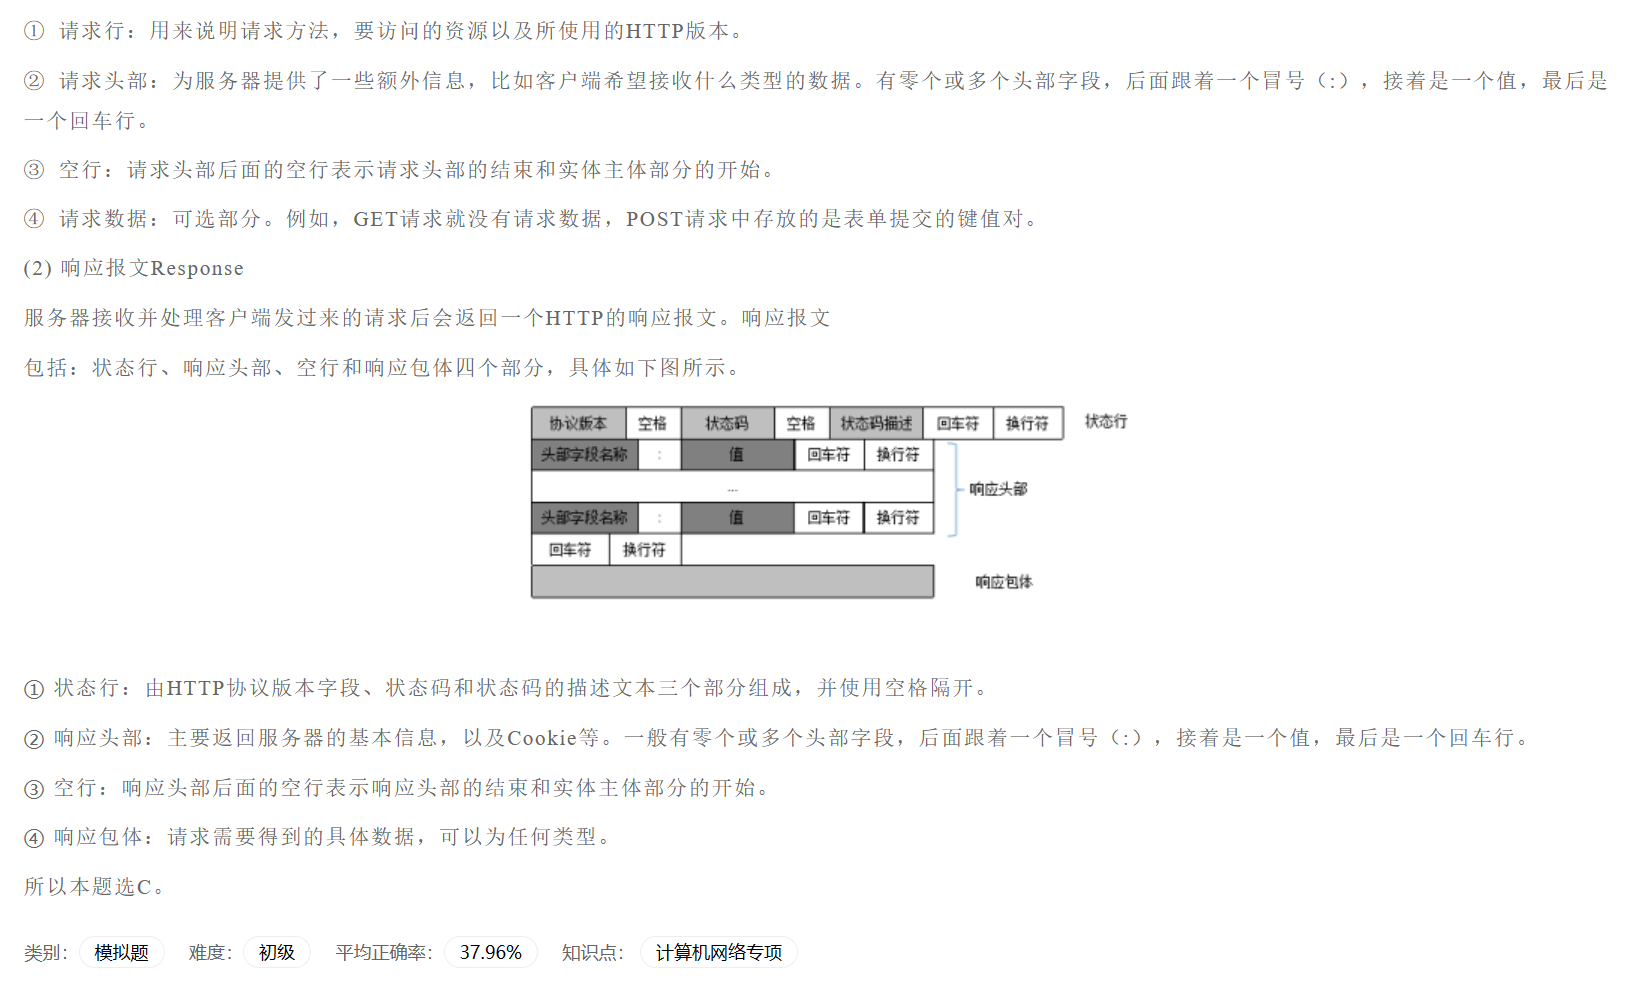 ① 请求行：用来说明请求方法，要访问的资源以及所使用的HTTP版本。
② 请求头部：为服务器提供了一些额外信息，比如客户端希望接收什么类型的数据。有零个或多个头部字段，后面跟着一个冒号（:），接着是一个值，最后是
一个回车行。
③ 空行：请求头部后面的空行表示请求头部的结束和实体主体部分的开始。
④ 请求数据：可选部分。例如，GET请求就没有请求数据，POST请求中存放的是表单提交的键值对。
(2) 响应报文Response
服务器接收并处理客户端发过来的请求后会返回一个HTTP的响应报文。响应报文
包括：状态行、响应头部、空行和响应包体四个部分，具体如下图所示。
协议版本 空格 状态码 空格 状态码描述 回车符 换行符 状态行
头部字段名称 : 值 回车符 换行符
...
响应头部
头部字段名称 : 值 回车符 换行符
回车符 换行符
响应包体
① 状态行：由HTTP协议版本字段、状态码和状态码的描述文本三个部分组成，并使用空格隔开。
② 响应头部：主要返回服务器的基本信息，以及Cookie等。一般有零个或多个头部字段，后面跟着一个冒号（:），接着是一个值，最后是一个回车行。
③ 空行：响应头部后面的空行表示响应头部的结束和实体主体部分的开始。
④ 响应包体：请求需要得到的具体数据，可以为任何类型。
所以本题选C。
类别： 模拟题 难度： 初级 平均正确率： 37.96% 知识点： 计算机网络专项